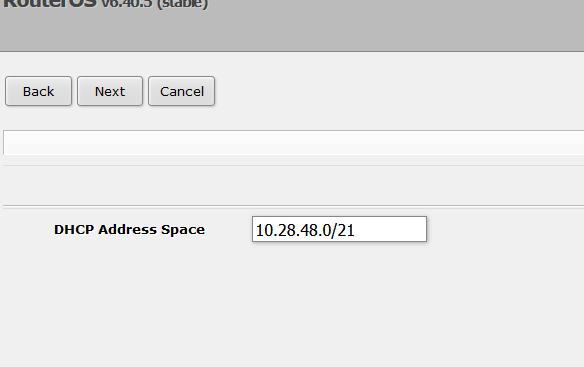 RouterOS v6.40.5 (stable)
Back Next Cancel
DHCP Address Space 10.28.48.0/21